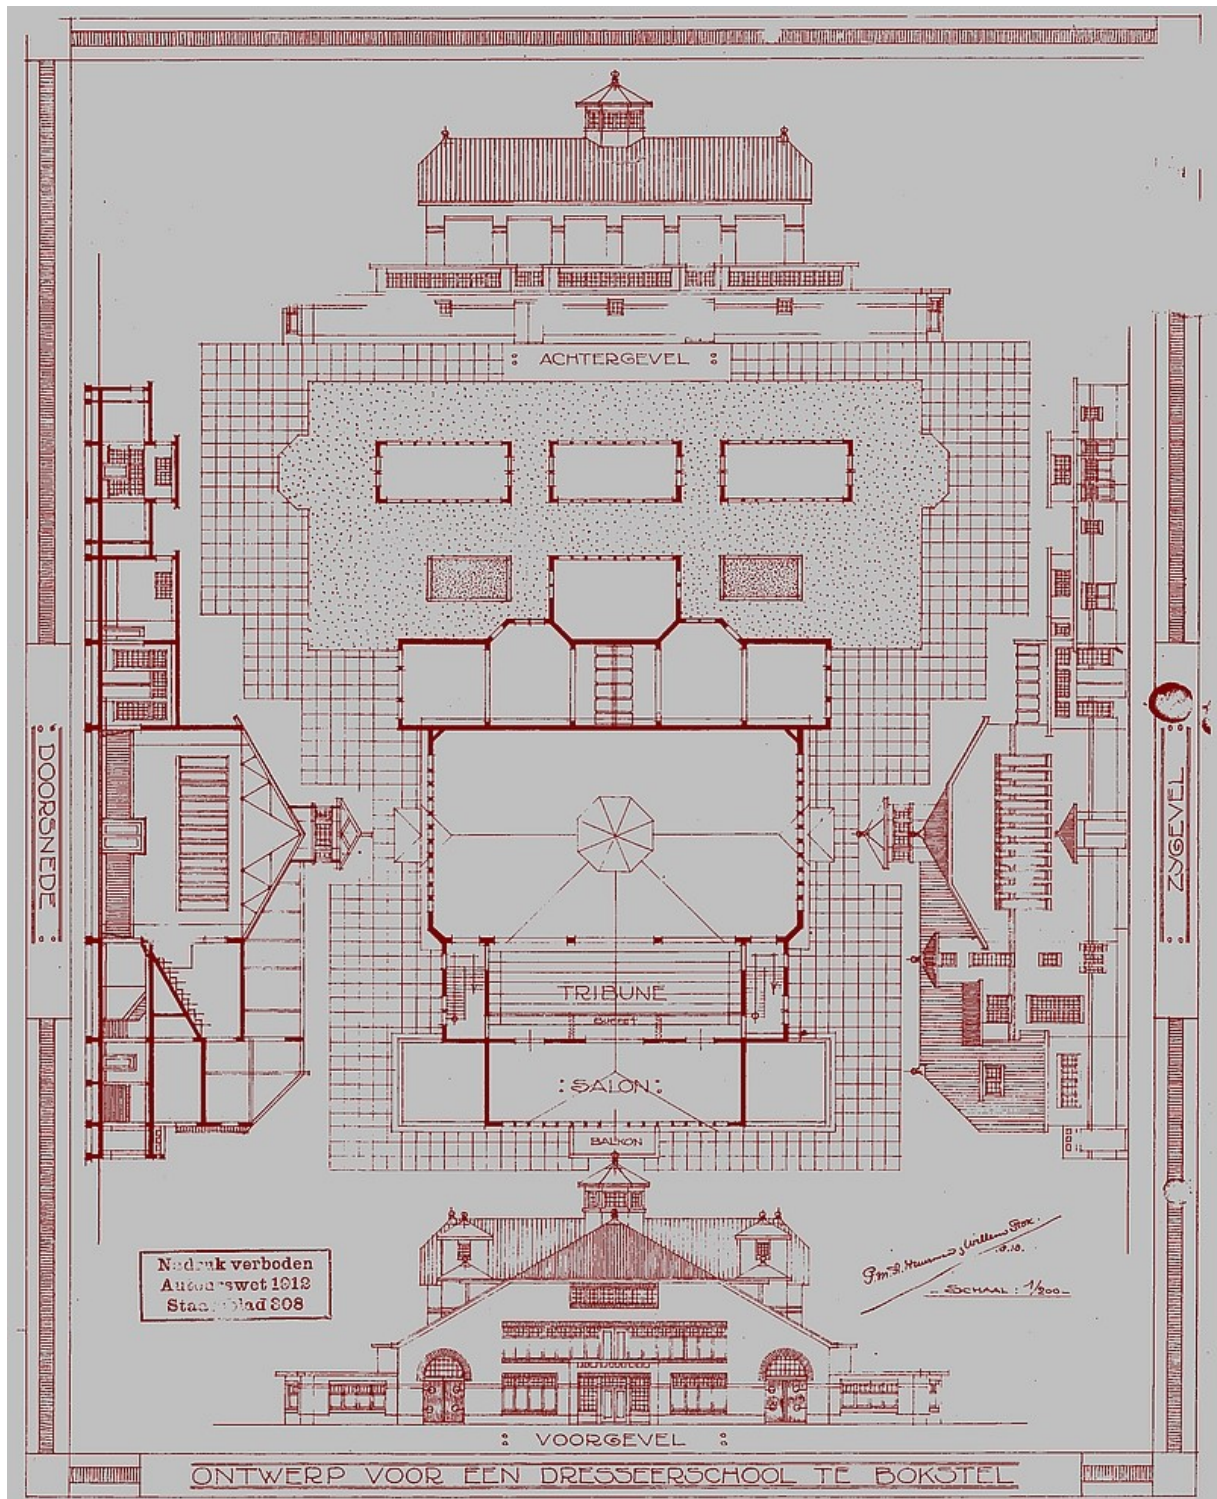 ACHTERGEVEL
DOORSNEDE
ZYGEVEL
TRIBUNE
BUFFET
: SALON :
BALKON
Nadruk verboden
Auteurswet 1912
Staatsblad 308
SCHAAL : 1/200
: VOORGEVEL :
ONTWERP VOOR EEN DRESSEERSCHOOL TE BOKSTEL